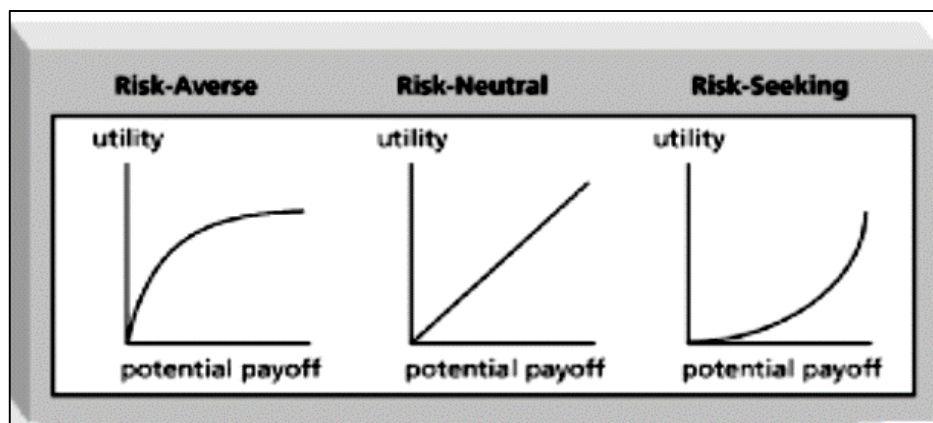 Risk-Averse
Risk-Neutral
Risk-Seeking
utility
utility
utility
potential payoff
potential payoff
potential payoff